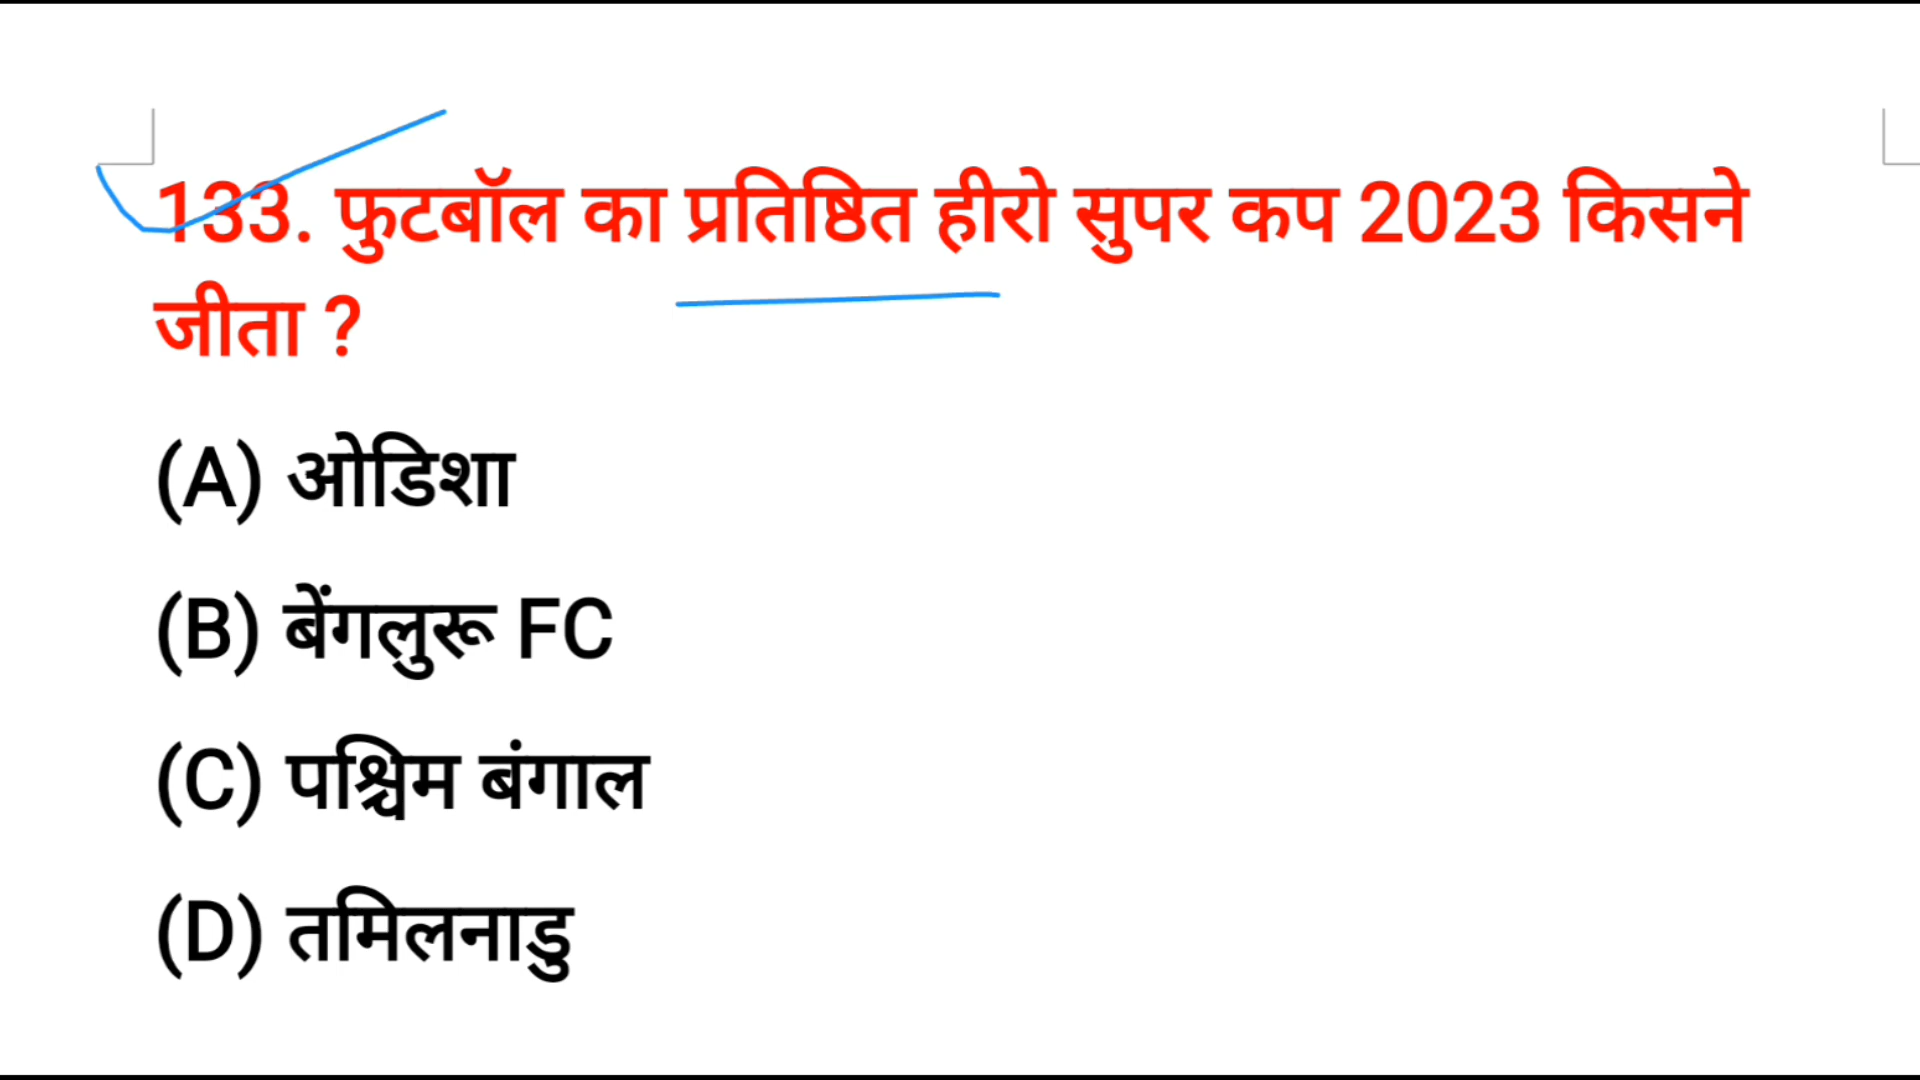 133. फुटबॉल का प्रतिष्ठित हीरो सुपर कप 2023 किसने
जीता ?
(A) ओडिशा
(B) बेंगलुरू FC
(C) पश्चिम बंगाल
(D) तमिलनाडु